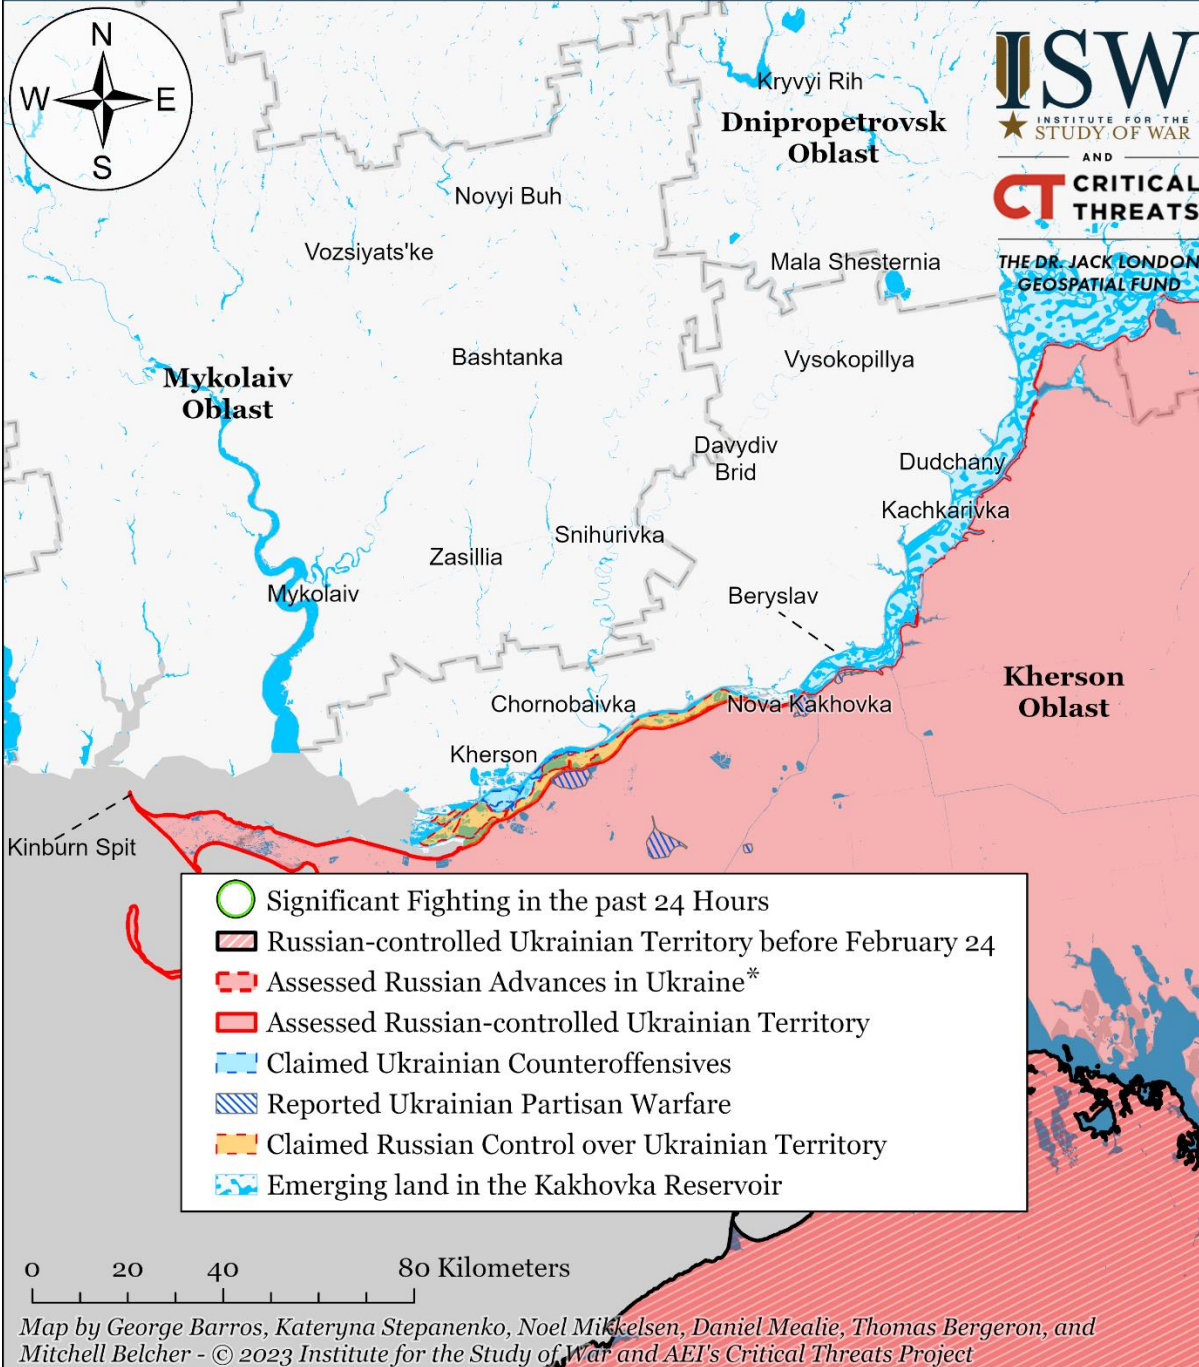 N
W E
S
ISW
INSTITUTE FOR THE
STUDY OF WAR
AND
CT CRITICAL
THREATS
THE DR. JACK LONDON
GEOSPATIAL FUND
Kryvyi Rih
Dnipropetrovsk
Oblast
Novyi Buh
Vozsiyats'ke
Mala Shesternia
Bashtanka
Vysokopillya
Mykolaiv
Oblast
Davydiv
Brid
Dudchany
Kachkarivka
Snihurivka
Zasillia
Mykolaiv
Beryslav
Kherson
Oblast
Chornobaivka
Nova Kakhovka
Kherson
Kinburn Spit
Significant Fighting in the past 24 Hours
Russian-controlled Ukrainian Territory before February 24
Assessed Russian Advances in Ukraine*
Assessed Russian-controlled Ukrainian Territory
Claimed Ukrainian Counteroffensives
Reported Ukrainian Partisan Warfare
Claimed Russian Control over Ukrainian Territory
Emerging land in the Kakhovka Reservoir
0 20 40 80 Kilometers
Map by George Barros, Kateryna Stepanenko, Noel Mikkelsen, Daniel Mealie, Thomas Bergeron, and
Mitchell Belcher - © 2023 Institute for the Study of War and AEI's Critical Threats Project